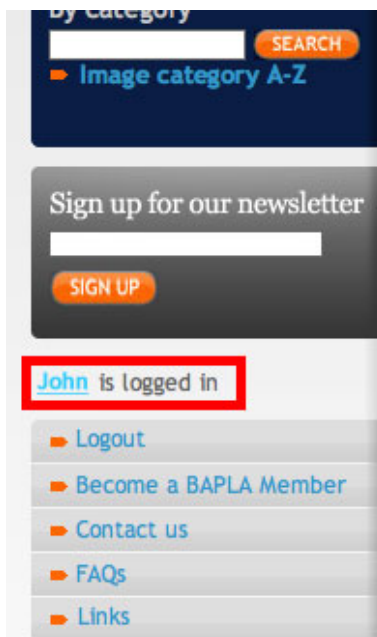 by Category
SEARCH
Image category A-Z
Sign up for our newsletter
SIGN UP
John is logged in
Logout
Become a BAPLA Member
Contact us
FAQs
Links